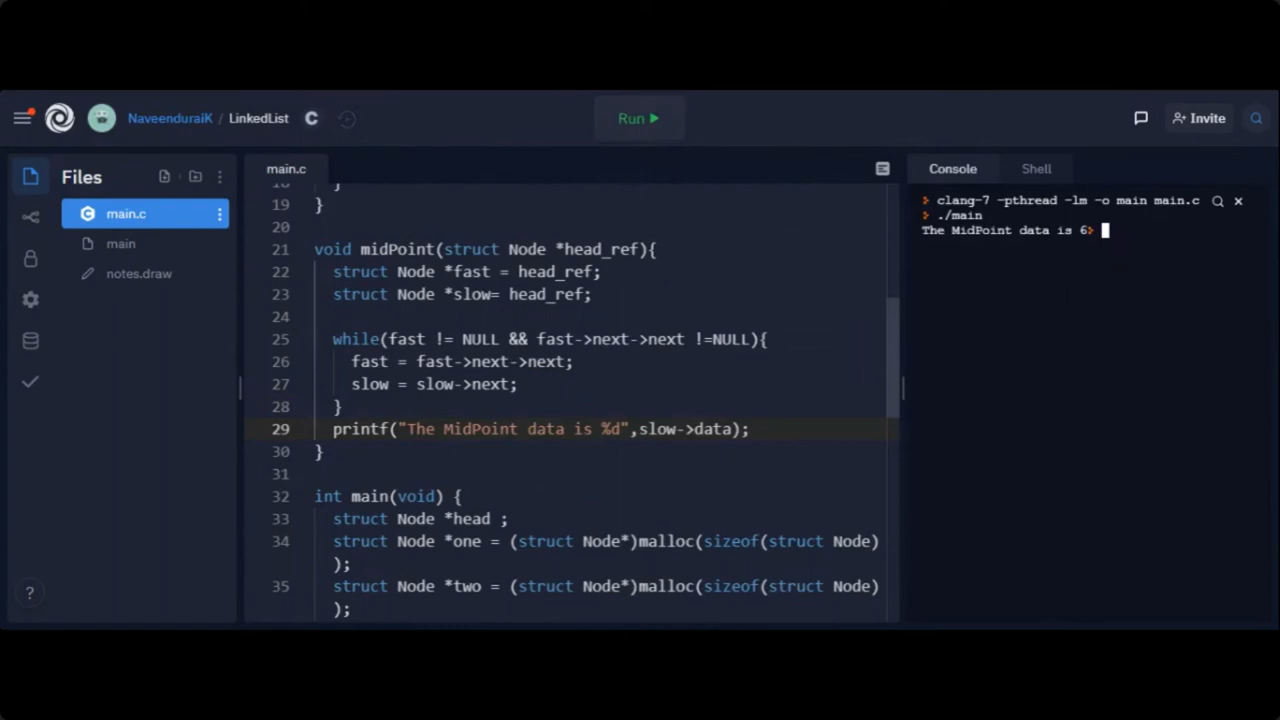 NaveenduraiK / LinkedList C
Run
Invite
Files
main.c
main
notes.draw
main.c
18 }
19 }
20
21 void midPoint(struct Node *head_ref){
22 struct Node *fast = head_ref;
23 struct Node *slow= head_ref;
24
25 while(fast != NULL && fast->next->next !=NULL){
26 fast = fast->next->next;
27 slow = slow->next;
28 }
29 printf("The MidPoint data is %d",slow->data);
30 }
31
32 int main(void) {
33 struct Node *head ;
34 struct Node *one = (struct Node*)malloc(sizeof(struct Node)
);
35 struct Node *two = (struct Node*)malloc(sizeof(struct Node)
);
?
Console Shell
clang-7 -pthread -lm -o main main.c
./main
The MidPoint data is 6